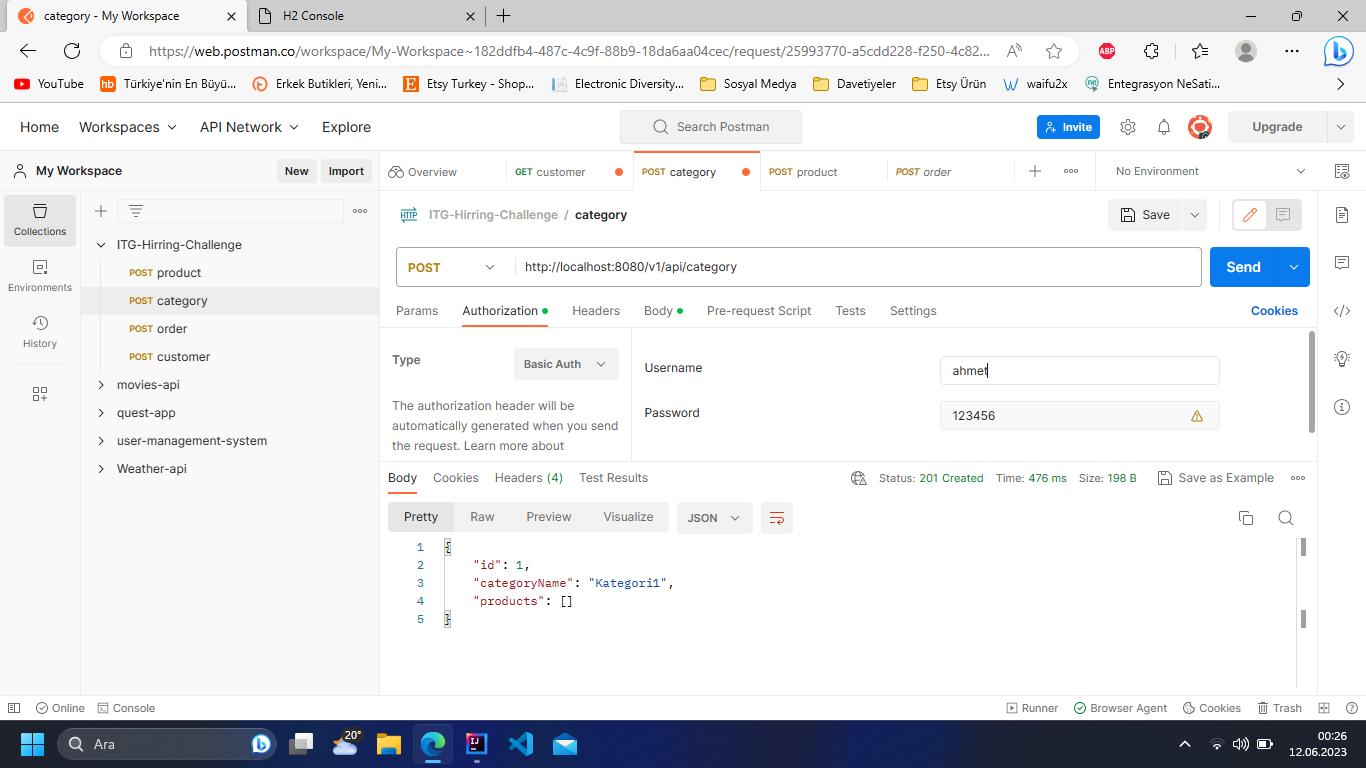 category - My Workspace
H2 Console
https://web.postman.co/workspace/My-Workspace~182ddfb4-487c-4c9f-88b9-18da6aa04cec/request/25993770-a5cdd228-f250-4c82...
ABP
YouTube
hb Türkiye'nin En Büyü...
Erkek Butikleri, Yeni...
E Etsy Turkey - Shop...
Electronic Diversity...
Sosyal Medya
Davetiyeler
Etsy Ürün
waifu2x
Entegrasyon NeSati...
Home
Workspaces
API Network
Explore
Search Postman
Invite
Upgrade
My Workspace
New
Import
Overview
GET customer
POST category
POST product
POST order
No Environment
Collections
Environments
History
ITG-Hirring-Challenge
POST product
POST category
POST order
POST customer
movies-api
quest-app
user-management-system
Weather-api
HTTP ITG-Hirring-Challenge / category
Save
POST
http://localhost:8080/v1/api/category
Send
Params
Authorization
Headers
Body
Pre-request Script
Tests
Settings
Cookies
Type
Basic Auth
The authorization header will be
automatically generated when you send
the request. Learn more about
Username
ahmet
Password
123456
Body
Cookies
Headers (4)
Test Results
Status: 201 Created
Time: 476 ms
Size: 198 B
Save as Example
Pretty
Raw
Preview
Visualize
JSON
1 {
2 "id": 1,
3 "categoryName": "Kategori1",
4 "products": []
5 }
Online
Console
Runner
Browser Agent
Cookies
Trash
Ara
20°
00:26
12.06.2023